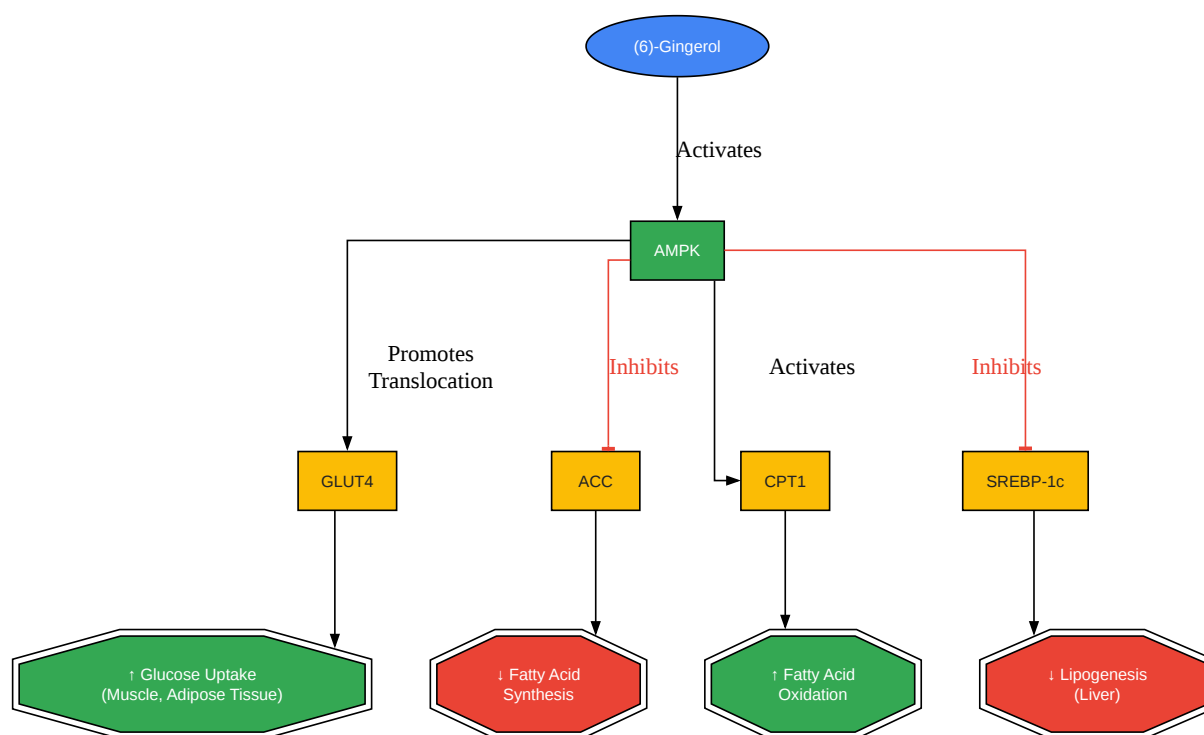 (6)-Gingerol
Activates
AMPK
Promotes
Translocation
Inhibits
Activates
Inhibits
GLUT4
ACC
CPT1
SREBP-1c
↑ Glucose Uptake
(Muscle, Adipose Tissue)
↓ Fatty Acid
Synthesis
↑ Fatty Acid
Oxidation
↓ Lipogenesis
(Liver)